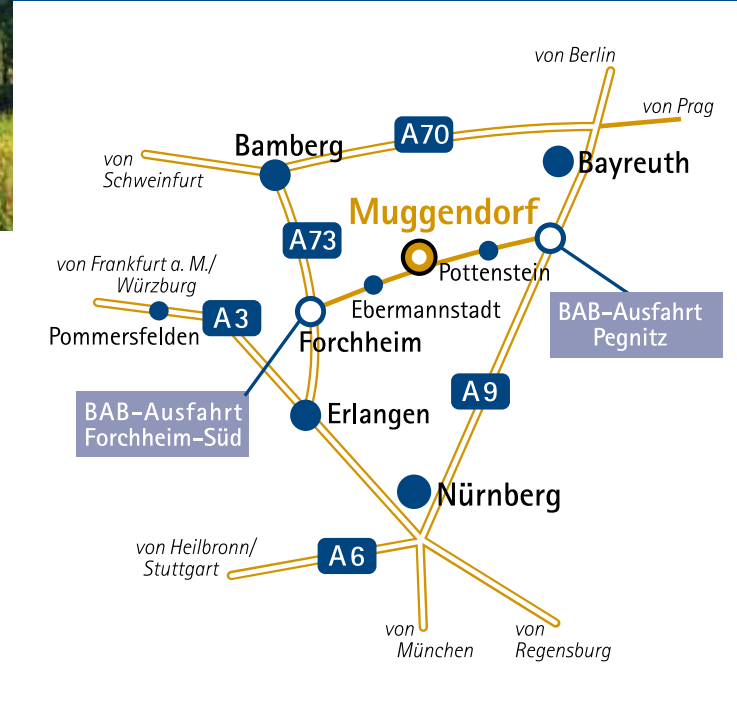 von Berlin
von Prag
A70
Bamberg
Bayreuth
von
Schweinfurt
Muggendorf
A73
Pottenstein
von Frankfurt a. M./
Würzburg
Ebermannstadt
BAB-Ausfahrt
Pegnitz
A3
Pommersfelden
Forchheim
A9
BAB-Ausfahrt
Forchheim-Süd
Erlangen
Nürnberg
von Heilbronn/
Stuttgart
A6
von
München
von
Regensburg